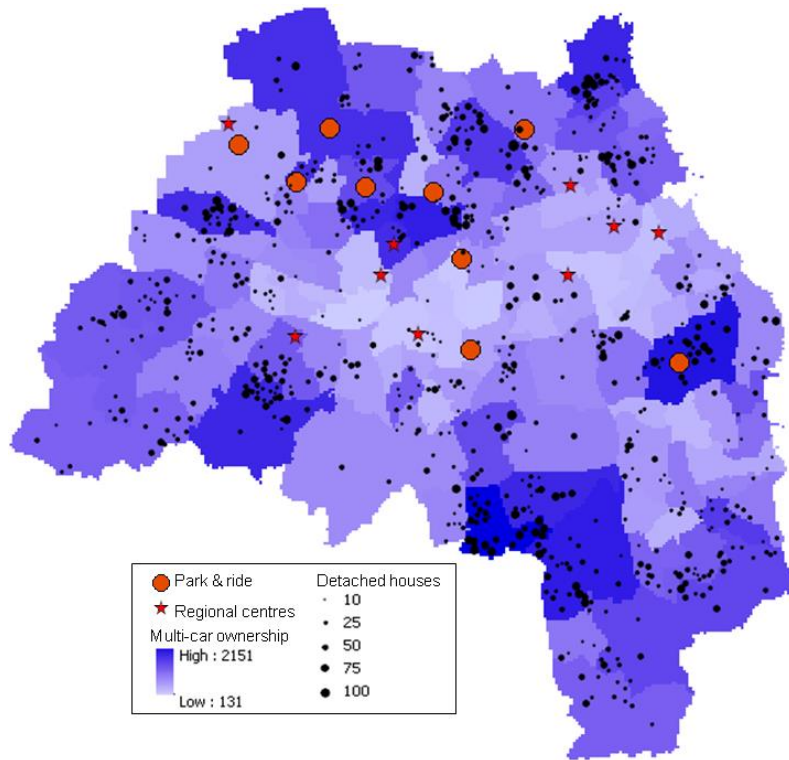 Park & ride
Regional centres
Multi-car ownership
High : 2151
Low : 131
Detached houses
10
25
50
75
100